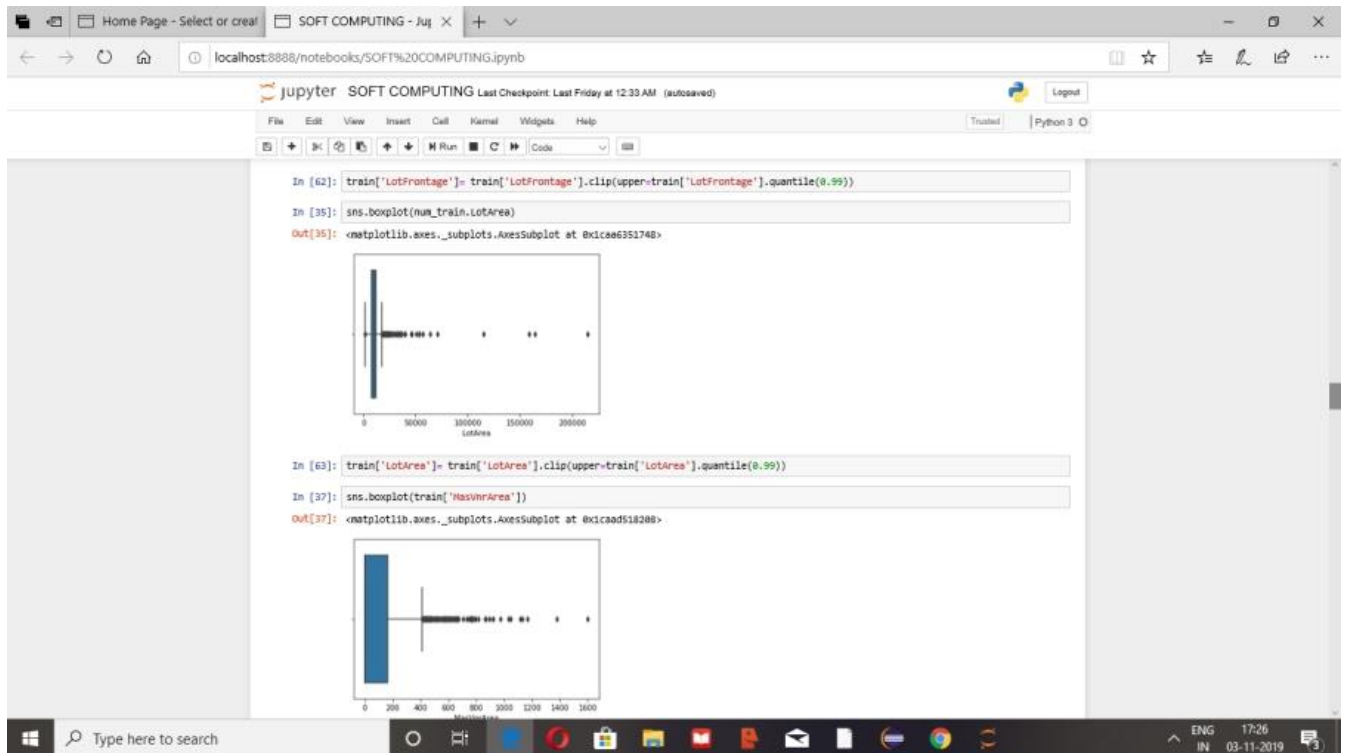 Home Page - Select or creat
SOFT COMPUTING - Jup
localhost:8888/notebooks/SOFT%20COMPUTING.ipynb
jupyter SOFT COMPUTING Last Checkpoint: Last Friday at 12:33 AM (autosaved)
Logout
File Edit View Insert Cell Kernel Widgets Help
Trusted
Python 3
Run
Code
In [62]: train['LotFrontage']= train['LotFrontage'].clip(upper=train['LotFrontage'].quantile(0.99))
In [35]: sns.boxplot(num_train.LotArea)
Out[35]: <matplotlib.axes._subplots.AxesSubplot at 0x1caa6351748>
0 50000 100000 150000 200000
LotArea
In [63]: train['LotArea']= train['LotArea'].clip(upper=train['LotArea'].quantile(0.99))
In [37]: sns.boxplot(train['MasVnrArea'])
Out[37]: <matplotlib.axes._subplots.AxesSubplot at 0x1caad518208>
0 200 400 600 800 1000 1200 1400 1600
MasVnrArea
Type here to search
ENG
IN
17:26
03-11-2019
3